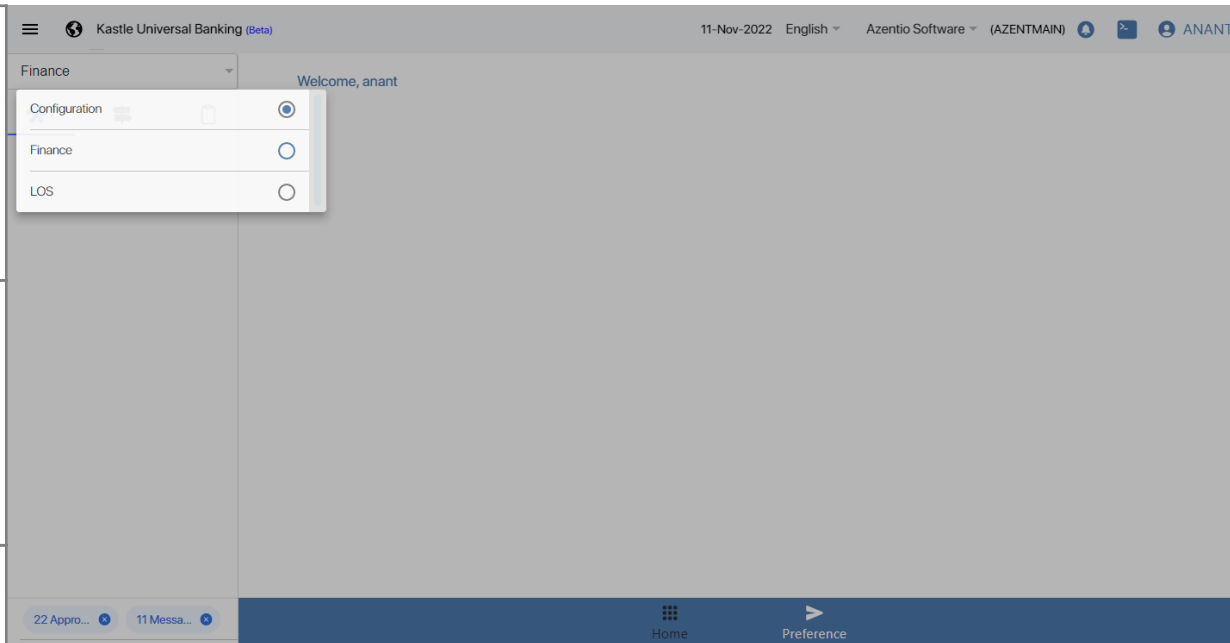 Kastle Universal Banking (Beta)
11-Nov-2022 English Azentio Software (AZENTMAIN) ANANT
Finance
Welcome, anant
Configuration
Finance
LOS
22 Appro... 11 Messa...
Home Preference